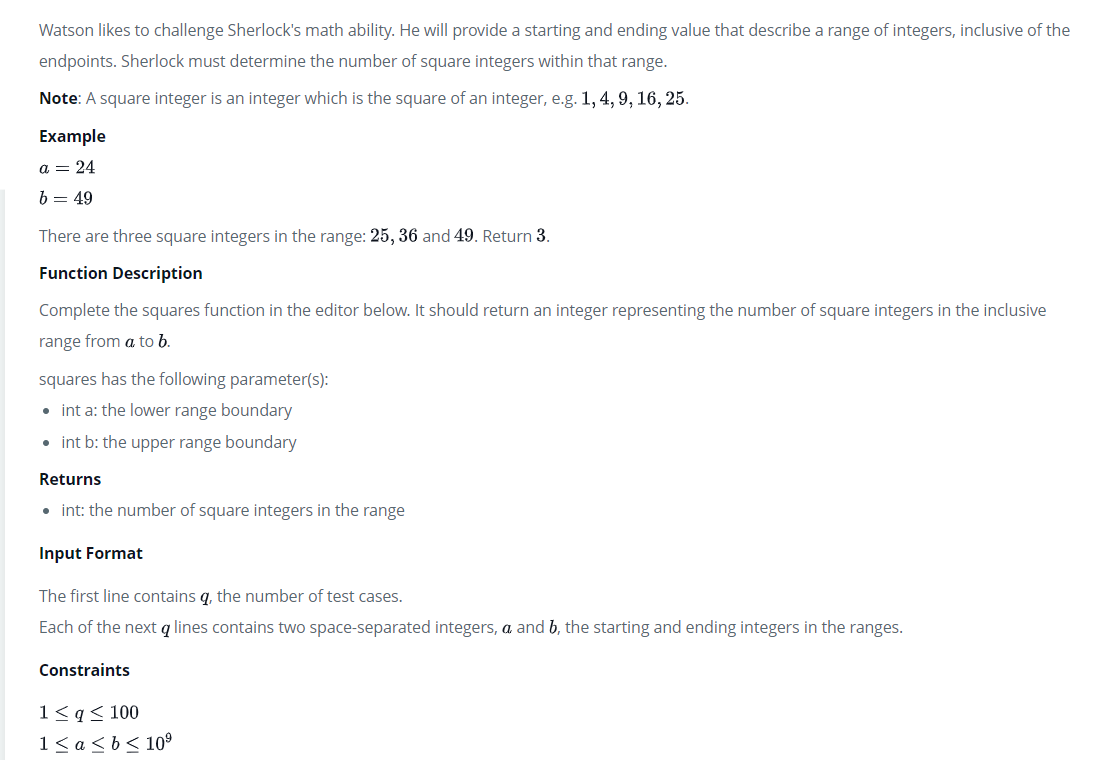 Watson likes to challenge Sherlock's math ability. He will provide a starting and ending value that describe a range of integers, inclusive of the
endpoints. Sherlock must determine the number of square integers within that range.
Note: A square integer is an integer which is the square of an integer, e.g. 1, 4, 9, 16, 25.
Example
a = 24
b = 49
There are three square integers in the range: 25, 36 and 49. Return 3.
Function Description
Complete the squares function in the editor below. It should return an integer representing the number of square integers in the inclusive
range from a to b.
squares has the following parameter(s):
• int a: the lower range boundary
• int b: the upper range boundary
Returns
• int: the number of square integers in the range
Input Format
The first line contains q, the number of test cases.
Each of the next q lines contains two space-separated integers, a and b, the starting and ending integers in the ranges.
Constraints
1 ≤ q ≤ 100
1 ≤ a ≤ b ≤ 10⁹